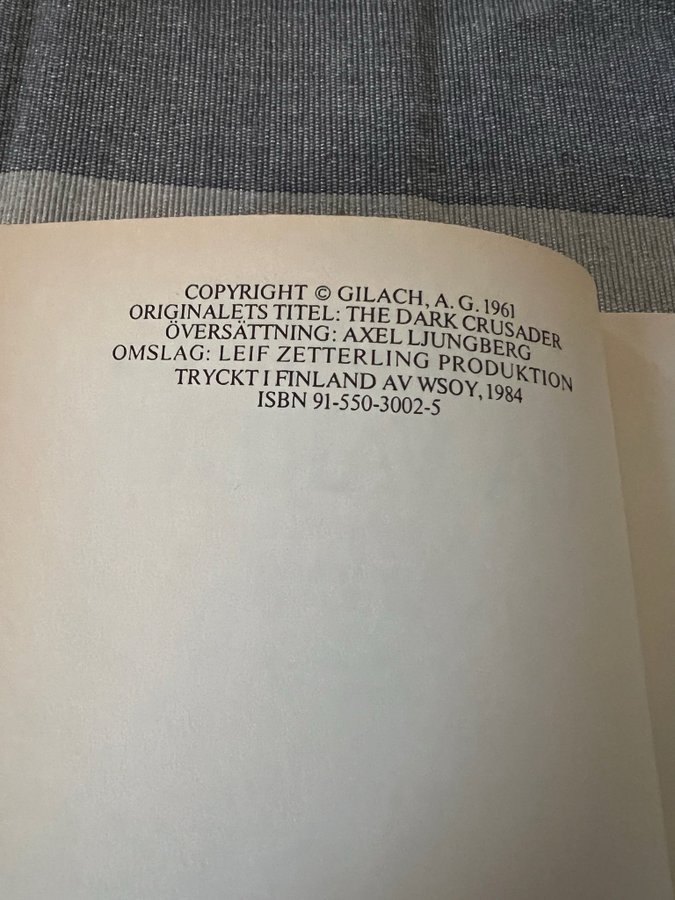 COPYRIGHT © GILACH, A. G. 1961
ORIGINALETS TITEL: THE DARK CRUSADER
ÖVERSÄTTNING: AXEL LJUNGBERG
OMSLAG: LEIF ZETTERLING PRODUKTION
TRYCKT I FINLAND AV WSOY, 1984
ISBN 91-550-3002-5